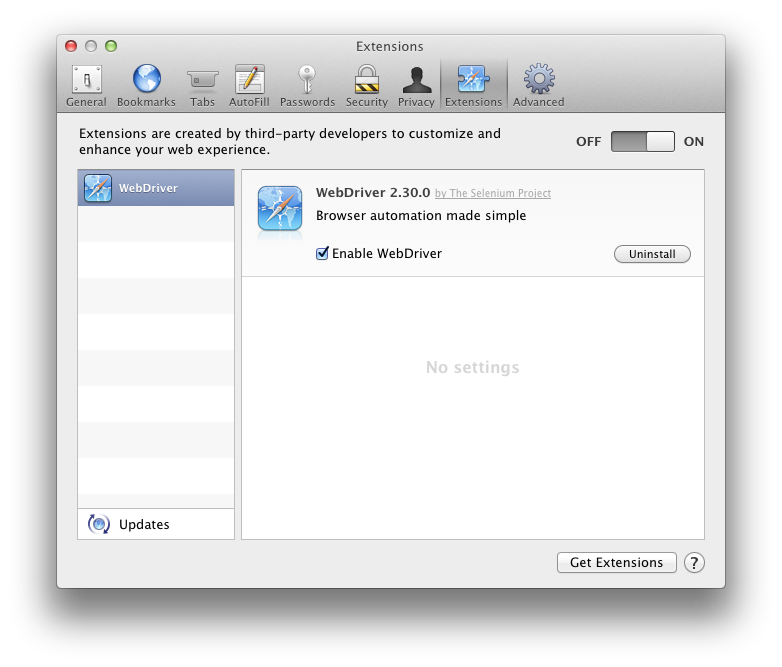 Extensions
General Bookmarks Tabs AutoFill Passwords Security Privacy Extensions Advanced
Extensions are created by third-party developers to customize and
enhance your web experience.
OFF ON
WebDriver
WebDriver 2.30.0 by The Selenium Project
Browser automation made simple
Enable WebDriver
Uninstall
No settings
Updates
Get Extensions ?